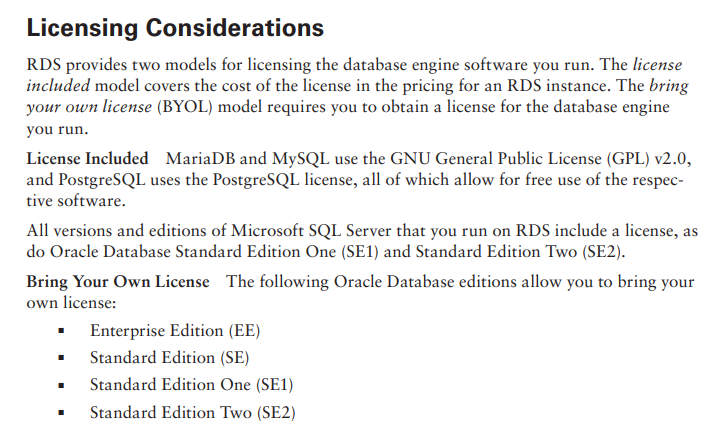 Licensing Considerations
RDS provides two models for licensing the database engine software you run. The license
included model covers the cost of the license in the pricing for an RDS instance. The bring
your own license (BYOL) model requires you to obtain a license for the database engine
you run.
License Included MariaDB and MySQL use the GNU General Public License (GPL) v2.0,
and PostgreSQL uses the PostgreSQL license, all of which allow for free use of the respec-
tive software.
All versions and editions of Microsoft SQL Server that you run on RDS include a license, as
do Oracle Database Standard Edition One (SE1) and Standard Edition Two (SE2).
Bring Your Own License The following Oracle Database editions allow you to bring your
own license:
▪ Enterprise Edition (EE)
▪ Standard Edition (SE)
▪ Standard Edition One (SE1)
▪ Standard Edition Two (SE2)